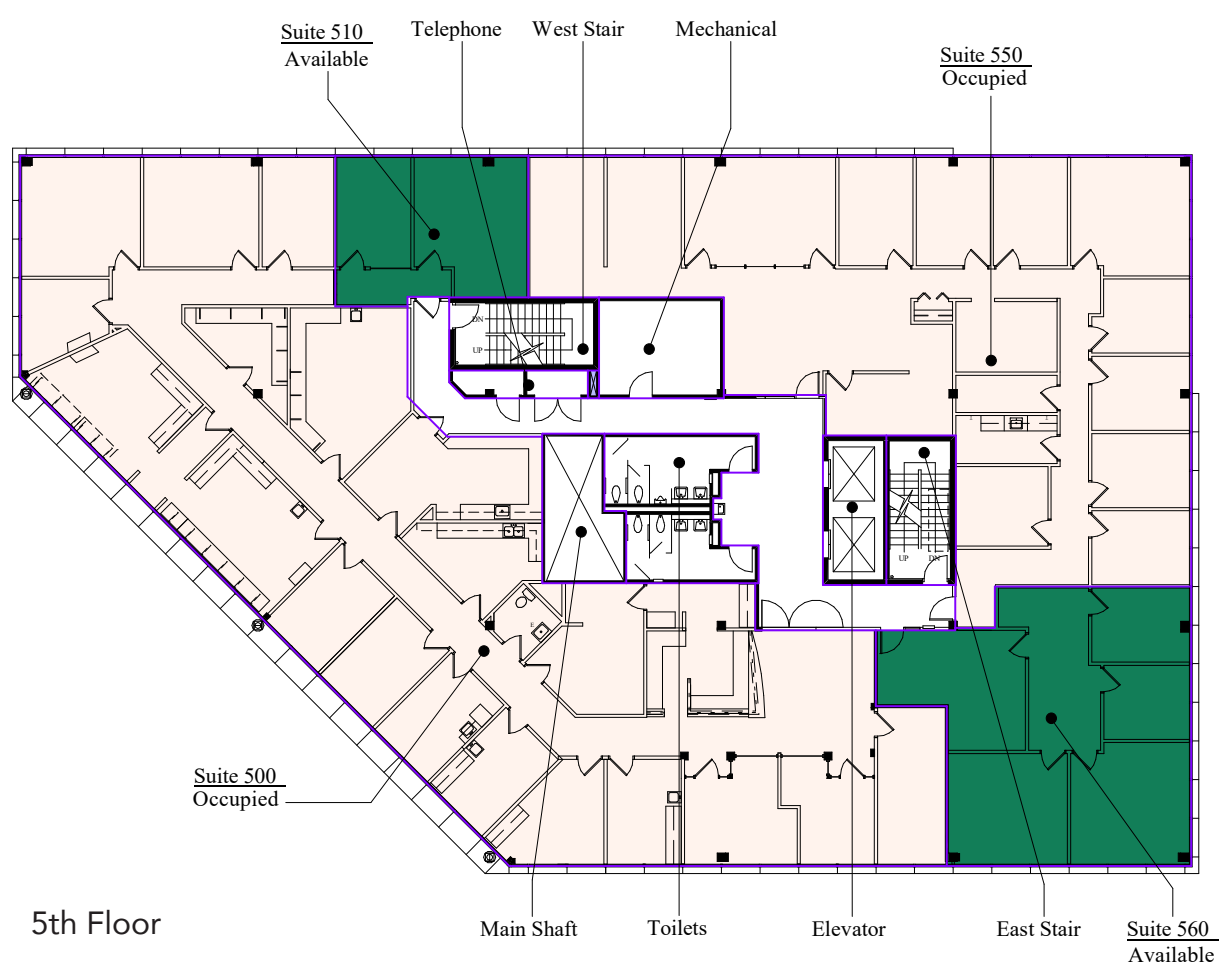 Suite 510
Available
Telephone
West Stair
Mechanical
Suite 550
Occupied
DN
UP
UP
DN
E
Suite 500
Occupied
5th Floor
Main Shaft
Toilets
Elevator
East Stair
Suite 560
Available